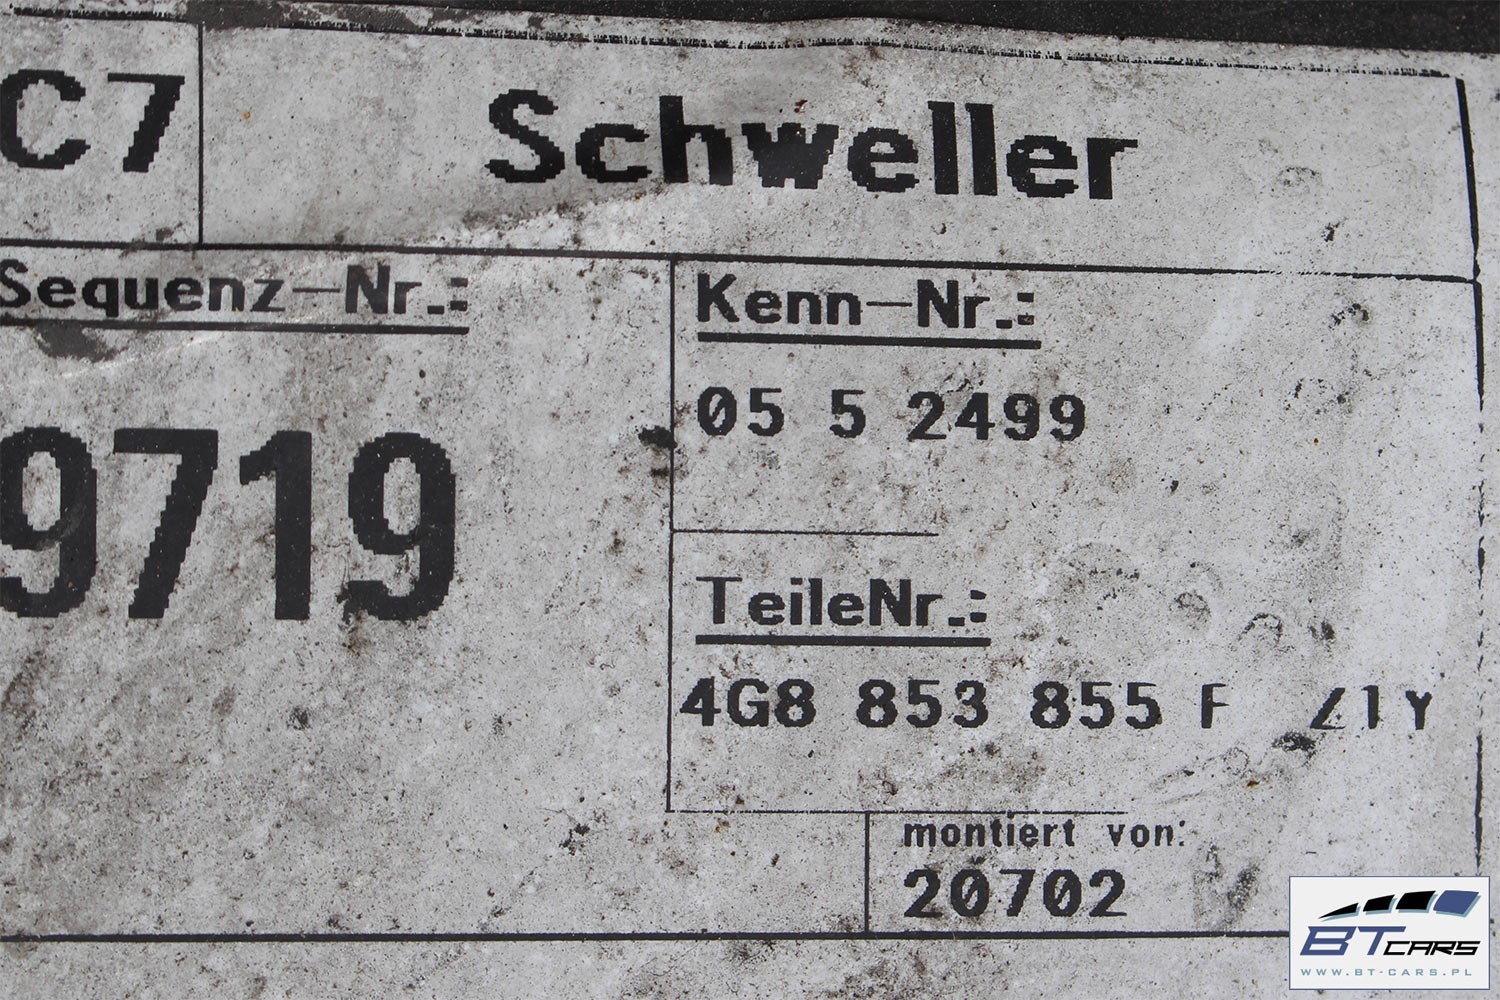 C7 Schweller
Sequenz-Nr.:
9719
Kenn-Nr.:
05 5 2499
TeileNr.:
4G8 853 855 F Z1Y
montiert von:
20702
BT CARS
WWW.BT-CARS.PL